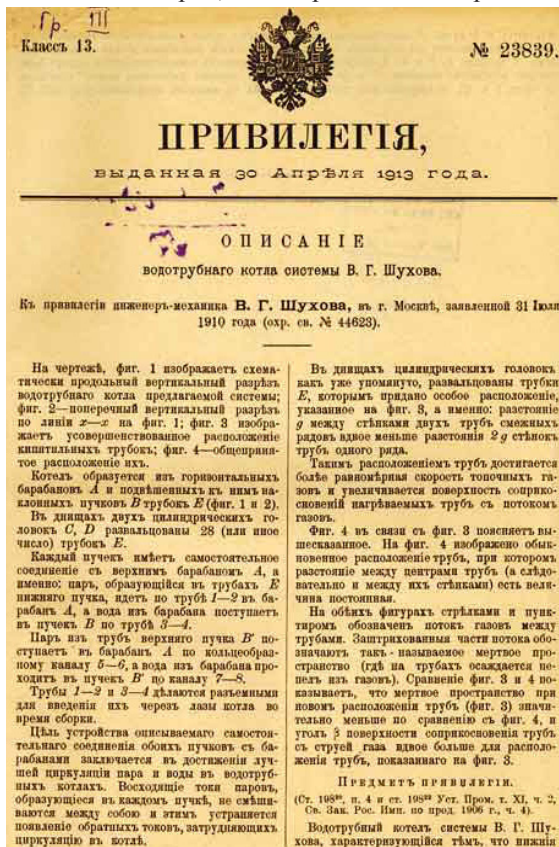 Гр. III
Классъ 13.
№ 23839.
ПРИВИЛЕГІЯ,
выданная 30 Апрѣля 1913 года.
ОПИСАНІЕ
водотрубнаго котла системы В. Г. Шухова.
Къ привилегіи инженеръ-механика В. Г. Шухова, въ г. Москвѣ, заявленной 31 Іюля
1910 года (охр. св. № 44623).
На чертежѣ, фиг. 1 изображаетъ схема-
тически продольный вертикальный разрѣзъ
водотрубнаго котла предлагаемой системы;
фиг. 2—поперечный вертикальный разрѣзъ
по линіи x—x на фиг. 1; фиг. 3 изобра-
жаетъ усовершенствованное расположеніе
кипятильныхъ трубокъ; фиг. 4—общеприня-
тое расположеніе ихъ.
Котелъ образуется изъ горизонтальныхъ
барабановъ А и подвѣшенныхъ къ нимъ на-
клонныхъ пучковъ В трубокъ Е (фиг. 1 и 2).
Въ днищахъ двухъ цилиндрическихъ го-
ловокъ C, D развальцованы 28 (или иное
число) трубокъ E.
Каждый пучекъ имѣетъ самостоятельное
соединеніе съ верхнимъ барабаномъ А, а
именно: паръ, образующійся въ трубахъ E
нижняго пучка, идетъ по трубѣ 1—2 въ ба-
рабанъ А, а вода изъ барабана поступаетъ
въ пучекъ В по трубѣ 3—4.
Паръ изъ трубъ верхняго пучка В' по-
ступаетъ въ барабанъ А по кольцеобраз-
ному каналу 5—6, а вода изъ барабана про-
ходитъ въ пучекъ В' по каналу 7—8.
Трубы 1—2 и 3—4 дѣлаются разъемными
для введенія ихъ черезъ лазы котла во
время сборки.
Цѣль устройства описываемаго самостоя-
тельнаго соединенія обоихъ пучковъ съ ба-
рабанами заключается въ достиженіи луч-
шей циркуляціи пара и воды въ водотруб-
ныхъ котлахъ. Восходящіе токи паровъ,
образующіеся въ каждомъ пучкѣ, не смѣши-
ваются между собою и этимъ устраняется
появленіе обратныхъ токовъ, затрудняющихъ
циркуляцію въ котлѣ.
Въ днищахъ цилиндрическихъ головокъ
какъ уже упомянуто, развальцованы трубки
Е, которымъ придано особое расположеніе,
указанное на фиг. 3, а именно: разстояніе
g между стѣнками двухъ трубъ смежныхъ
рядовъ вдвое меньше разстоянія 2 g стѣнокъ
трубъ одного ряда.
Такимъ расположеніемъ трубъ достигается
болѣе равномѣрная скорость топочныхъ га-
зовъ и увеличивается поверхность соприко-
сновеній нагрѣваемыхъ трубъ съ потокомъ
газовъ.
Фиг. 4 въ связи съ фиг. 3 поясняетъ вы-
шесказанное. На фиг. 4 изображено обык-
новенное расположеніе трубъ, при которомъ
разстояніе между центрами трубъ (а слѣдо-
вательно и между ихъ стѣнками) есть вели-
чина постоянная.
На обѣихъ фигурахъ стрѣлками и пунк-
тиромъ обозначенъ потокъ газовъ между
трубами. Заштрихованныя части потока обо-
значаютъ такъ-называемое мертвое про-
странство (гдѣ на трубахъ осаждается пе-
пелъ изъ газовъ). Сравненіе фиг. 3 и 4 по-
казываетъ, что мертвое пространство при
новомъ расположеніи трубъ (фиг. 3) значи-
тельно меньше по сравненію съ фиг. 4, и
уголъ β поверхности соприкосновенія трубъ
съ струей газа вдвое больше для располо-
женія трубъ, показаннаго на фиг. 3.
ПРЕДМЕТЪ ПРИВИЛЕГІИ.
п. 4 и ст. Уст. Пром. т. XI, ч. 2,
Св. Зак. Рос. Имп. по прод. 1906 г., ч. 4).
Водотрубный котелъ системы В. Г. Шу-
хова, характеризующійся тѣмъ, что нижнія